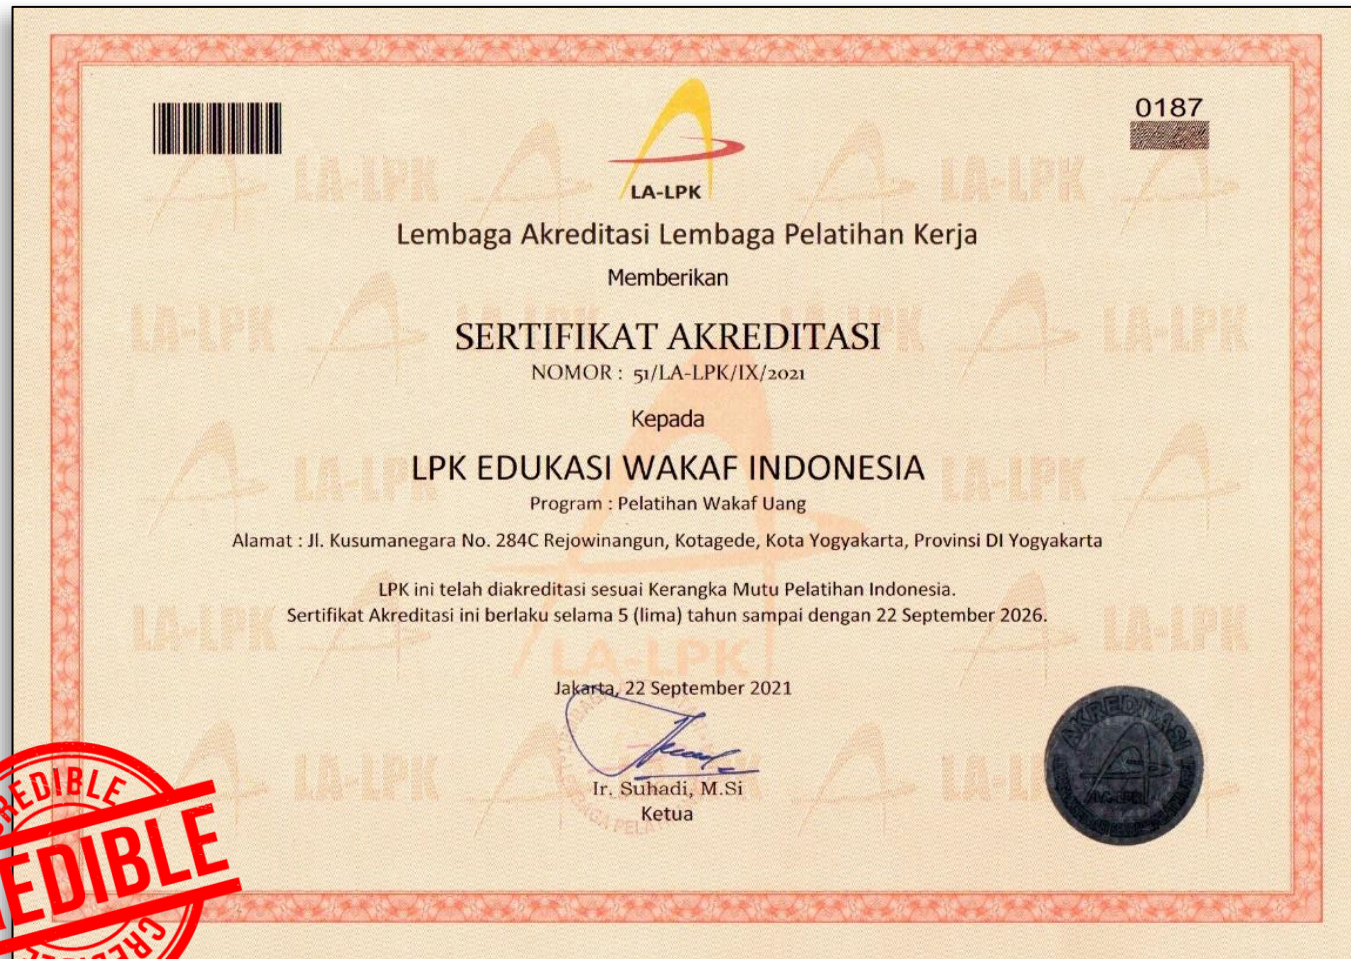 0187
LA-LPK
Lembaga Akreditasi Lembaga Pelatihan Kerja
Memberikan
SERTIFIKAT AKREDITASI
NOMOR : 51/LA-LPK/IX/2021
Kepada
LPK EDUKASI WAKAF INDONESIA
Program : Pelatihan Wakaf Uang
Alamat : Jl. Kusumanegara No. 284C Rejowinangun, Kotagede, Kota Yogyakarta, Provinsi DI Yogyakarta
LPK ini telah diakreditasi sesuai Kerangka Mutu Pelatihan Indonesia.
Sertifikat Akreditasi ini berlaku selama 5 (lima) tahun sampai dengan 22 September 2026.
LA-LPK
Jakarta, 22 September 2021
Ir. Suhadi, M.Si
Ketua
AKREDITASI
REDIBLE
EDIBLE